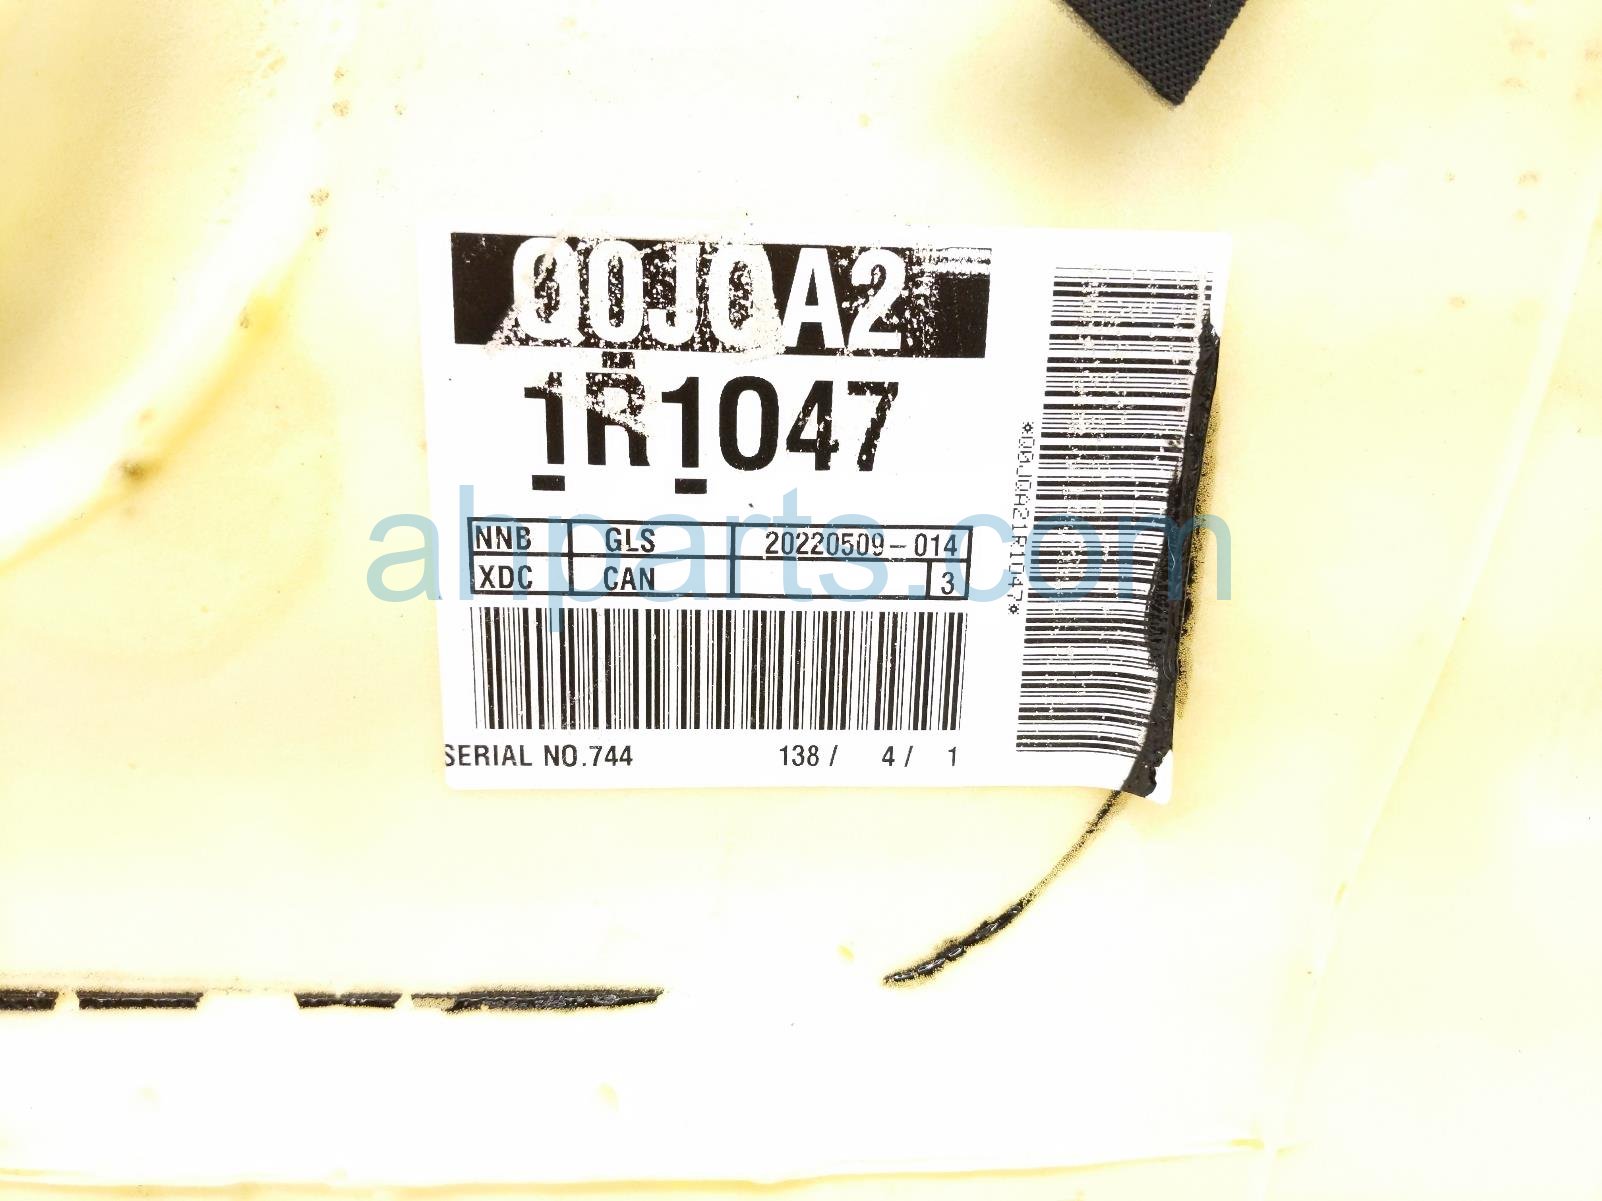 00J0A2
1R1047
NNB GLS 20220509-014
XDC CAN 3
SERIAL NO.744 138/ 4/ 1
*00J0A21R1047*
ahparts.com